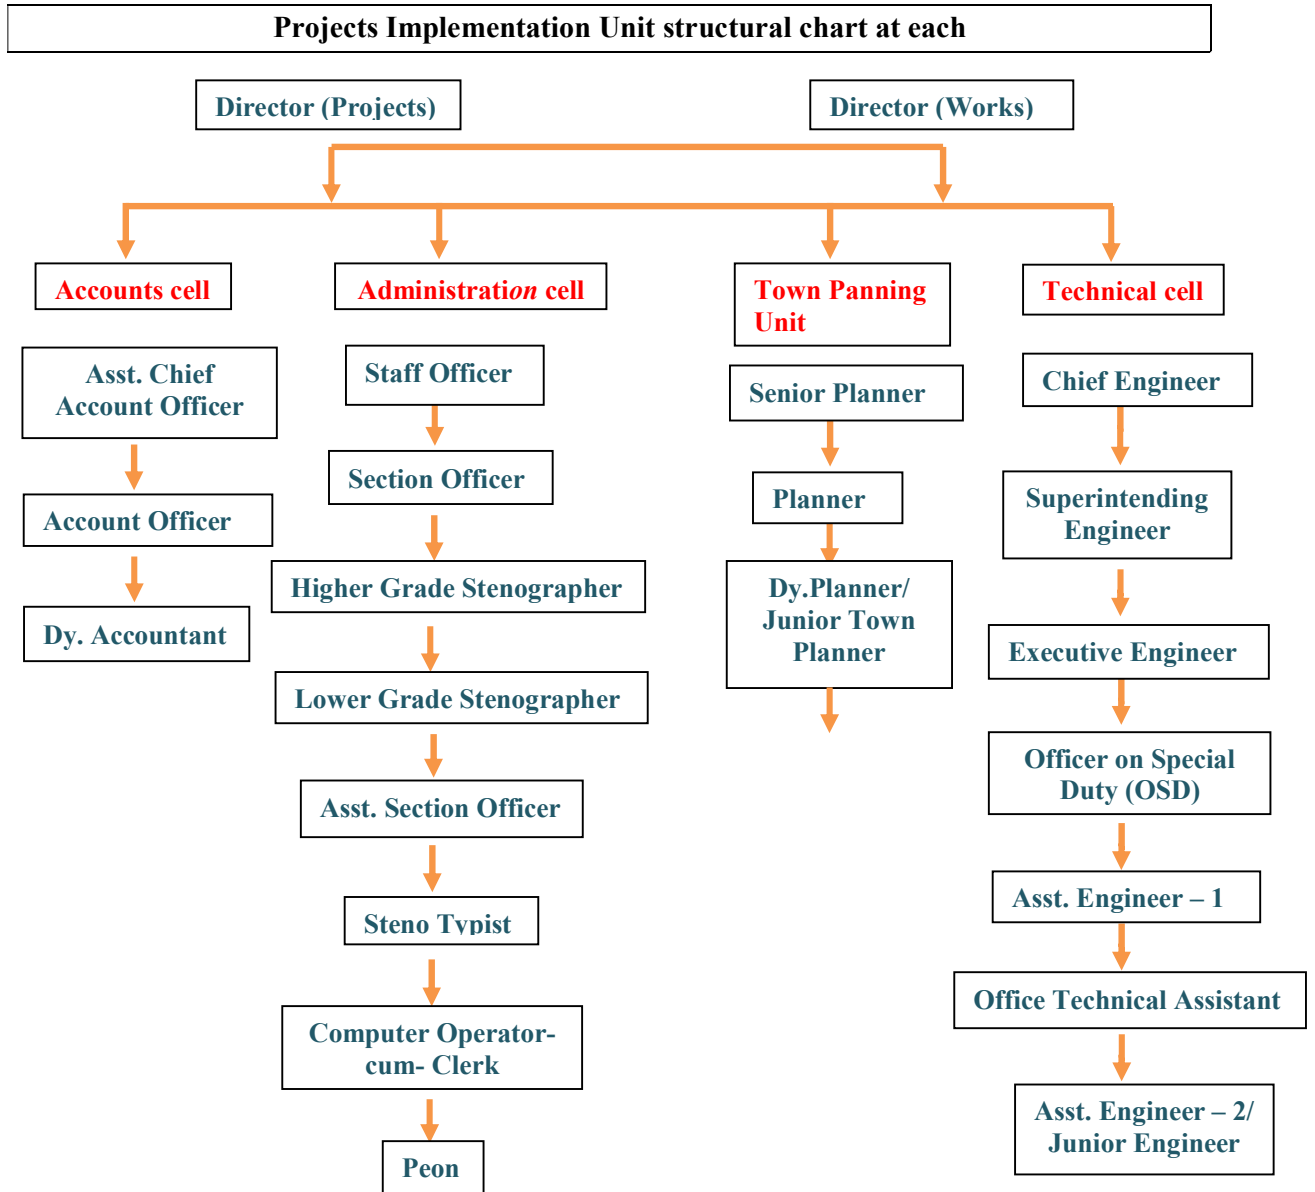 Projects Implementation Unit structural chart at each
Director (Projects)
Director (Works)
Accounts cell
Administration cell
Town Panning
Unit
Technical cell
Asst. Chief
Account Officer
Account Officer
Dy. Accountant
Staff Officer
Section Officer
Higher Grade Stenographer
Lower Grade Stenographer
Asst. Section Officer
Steno Typist
Computer Operator-
cum- Clerk
Peon
Senior Planner
Planner
Dy.Planner/
Junior Town
Planner
Chief Engineer
Superintending
Engineer
Executive Engineer
Officer on Special
Duty (OSD)
Asst. Engineer – 1
Office Technical Assistant
Asst. Engineer – 2/
Junior Engineer